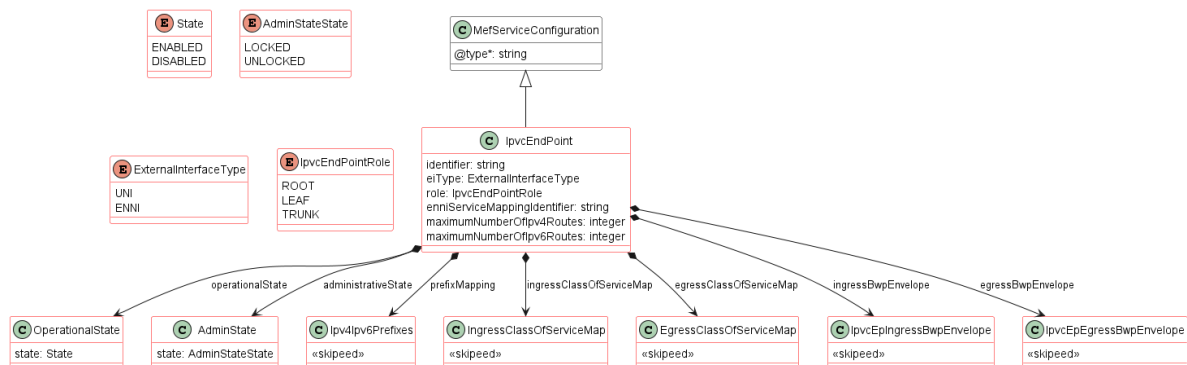 E State
ENABLED
DISABLED
E AdminStateState
LOCKED
UNLOCKED
C MefServiceConfiguration
@type*: string
E ExternalInterfaceType
UNI
ENNI
E IpvcEndPointRole
ROOT
LEAF
TRUNK
C IpvcEndPoint
identifier: string
eiType: ExternalInterfaceType
role: IpvcEndPointRole
enniServiceMappingIdentifier: string
maximumNumberOfIpv4Routes: integer
maximumNumberOfIpv6Routes: integer
operationalState
administrativeState
prefixMapping
ingressClassOfServiceMap
egressClassOfServiceMap
ingressBwpEnvelope
egressBwpEnvelope
C OperationalState
state: State
C AdminState
state: AdminStateState
C Ipv4Ipv6Prefixes
«skipeed»
C IngressClassOfServiceMap
«skipeed»
C EgressClassOfServiceMap
«skipeed»
C IpvcEpIngressBwpEnvelope
«skipeed»
C IpvcEpEgressBwpEnvelope
«skipeed»